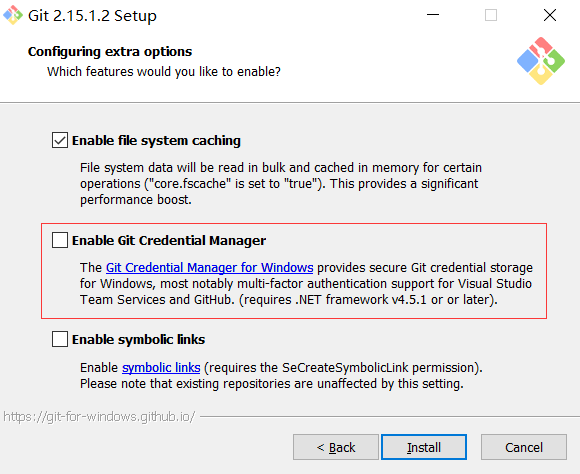 Git 2.15.1.2 Setup
Configuring extra options
Which features would you like to enable?
Enable file system caching
File system data will be read in bulk and cached in memory for certain
operations ("core.fscache" is set to "true"). This provides a significant
performance boost.
Enable Git Credential Manager
The Git Credential Manager for Windows provides secure Git credential storage
for Windows, most notably multi-factor authentication support for Visual Studio
Team Services and GitHub. (requires .NET framework v4.5.1 or or later).
Enable symbolic links
Enable symbolic links (requires the SeCreateSymbolicLink permission).
Please note that existing repositories are unaffected by this setting.
https://git-for-windows.github.io/
< Back
Install
Cancel